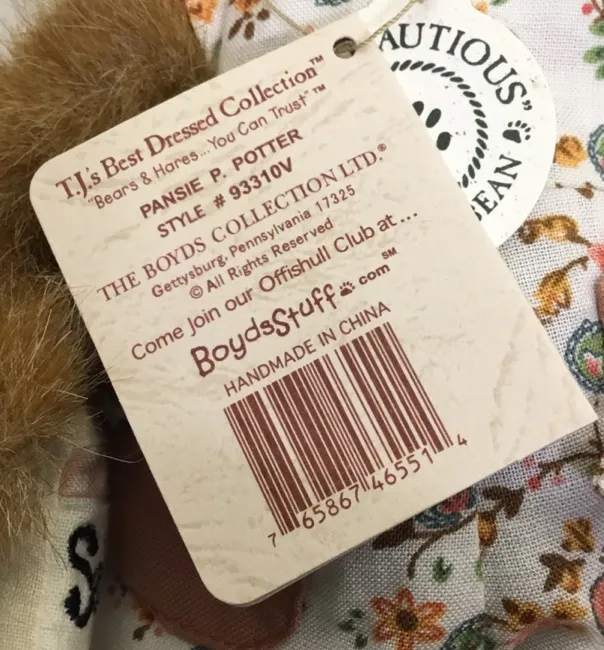 T.J.'s Best Dressed Collection™
"Bears & Hares...You Can Trust"™
PANSIE P. POTTER
STYLE # 93310V
THE BOYDS COLLECTION LTD.®
Gettysburg, Pennsylvania 17325
© All Rights Reserved
Come join our Offishull Club at...
BoydsStuff.com℠
HANDMADE IN CHINA
7 65867 46551 4
AUTIOUS"
EAN
S